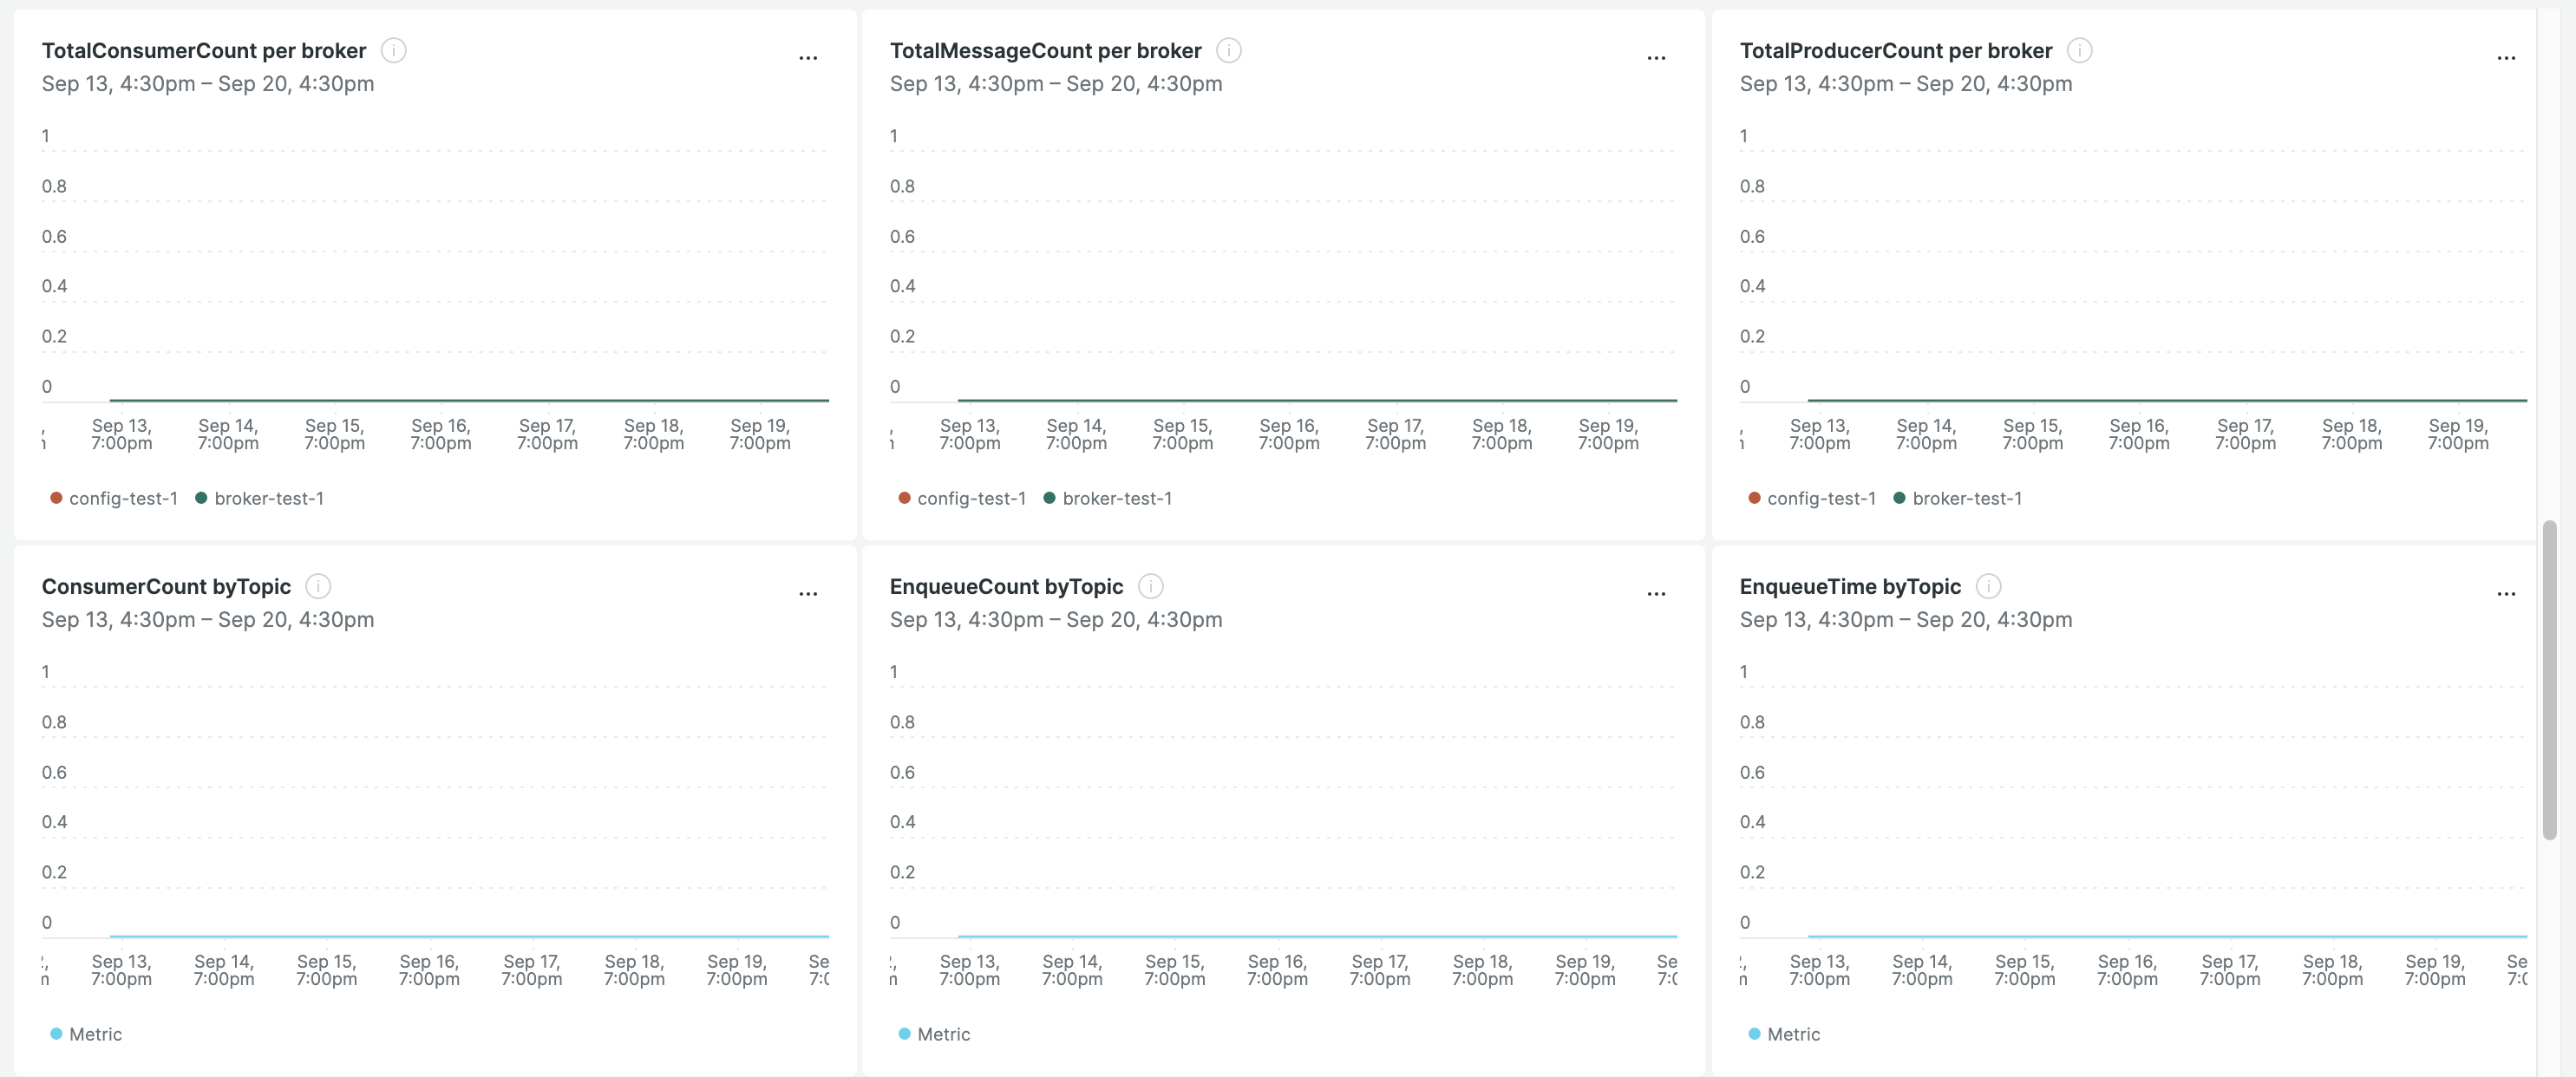 TotalConsumerCount per broker
Sep 13, 4:30pm – Sep 20, 4:30pm
1
0.8
0.6
0.4
0.2
0
Sep 13, 7:00pm
Sep 14, 7:00pm
Sep 15, 7:00pm
Sep 16, 7:00pm
Sep 17, 7:00pm
Sep 18, 7:00pm
Sep 19, 7:00pm
config-test-1 broker-test-1
TotalMessageCount per broker
Sep 13, 4:30pm – Sep 20, 4:30pm
1
0.8
0.6
0.4
0.2
0
Sep 13, 7:00pm
Sep 14, 7:00pm
Sep 15, 7:00pm
Sep 16, 7:00pm
Sep 17, 7:00pm
Sep 18, 7:00pm
Sep 19, 7:00pm
config-test-1 broker-test-1
TotalProducerCount per broker
Sep 13, 4:30pm – Sep 20, 4:30pm
1
0.8
0.6
0.4
0.2
0
Sep 13, 7:00pm
Sep 14, 7:00pm
Sep 15, 7:00pm
Sep 16, 7:00pm
Sep 17, 7:00pm
Sep 18, 7:00pm
Sep 19, 7:00pm
config-test-1 broker-test-1
ConsumerCount byTopic
Sep 13, 4:30pm – Sep 20, 4:30pm
1
0.8
0.6
0.4
0.2
0
Sep 13, 7:00pm
Sep 14, 7:00pm
Sep 15, 7:00pm
Sep 16, 7:00pm
Sep 17, 7:00pm
Sep 18, 7:00pm
Sep 19, 7:00pm
Metric
EnqueueCount byTopic
Sep 13, 4:30pm – Sep 20, 4:30pm
1
0.8
0.6
0.4
0.2
0
Sep 13, 7:00pm
Sep 14, 7:00pm
Sep 15, 7:00pm
Sep 16, 7:00pm
Sep 17, 7:00pm
Sep 18, 7:00pm
Sep 19, 7:00pm
Metric
EnqueueTime byTopic
Sep 13, 4:30pm – Sep 20, 4:30pm
1
0.8
0.6
0.4
0.2
0
Sep 13, 7:00pm
Sep 14, 7:00pm
Sep 15, 7:00pm
Sep 16, 7:00pm
Sep 17, 7:00pm
Sep 18, 7:00pm
Sep 19, 7:00pm
Metric